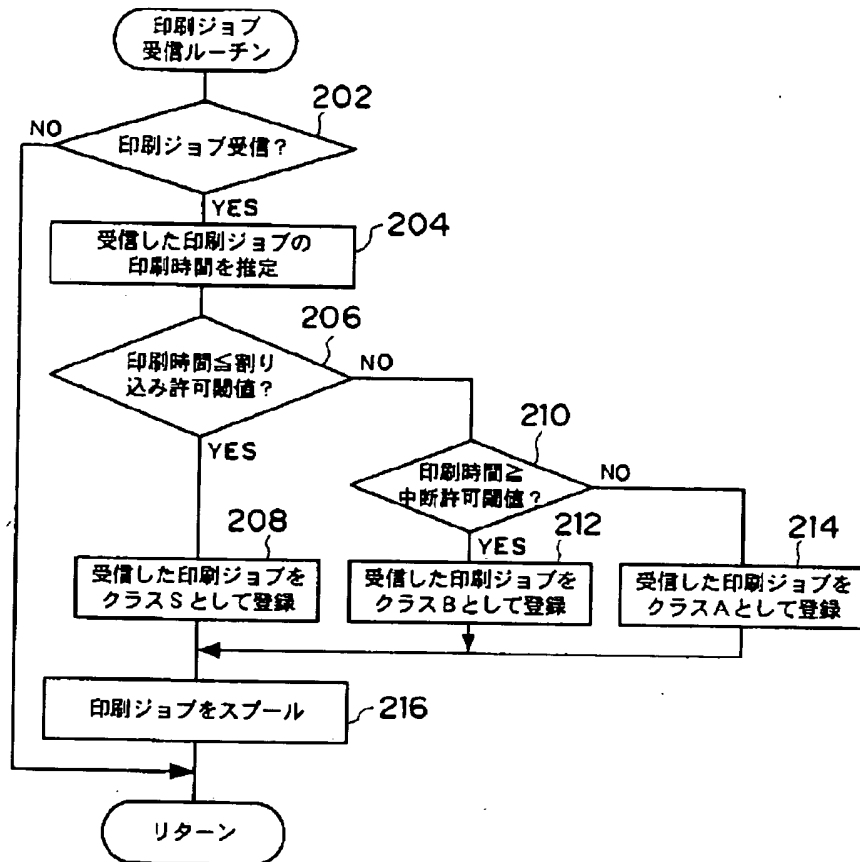 印刷ジョブ
受信ルーチン
202
NO
印刷ジョブ受信？
YES
204
受信した印刷ジョブの
印刷時間を推定
206
印刷時間≦割り
込み許可閾値？
NO
YES
210
印刷時間≧
中断許可閾値？
NO
YES
208
受信した印刷ジョブを
クラスSとして登録
212
受信した印刷ジョブを
クラスBとして登録
214
受信した印刷ジョブを
クラスAとして登録
印刷ジョブをスプール
216
リターン